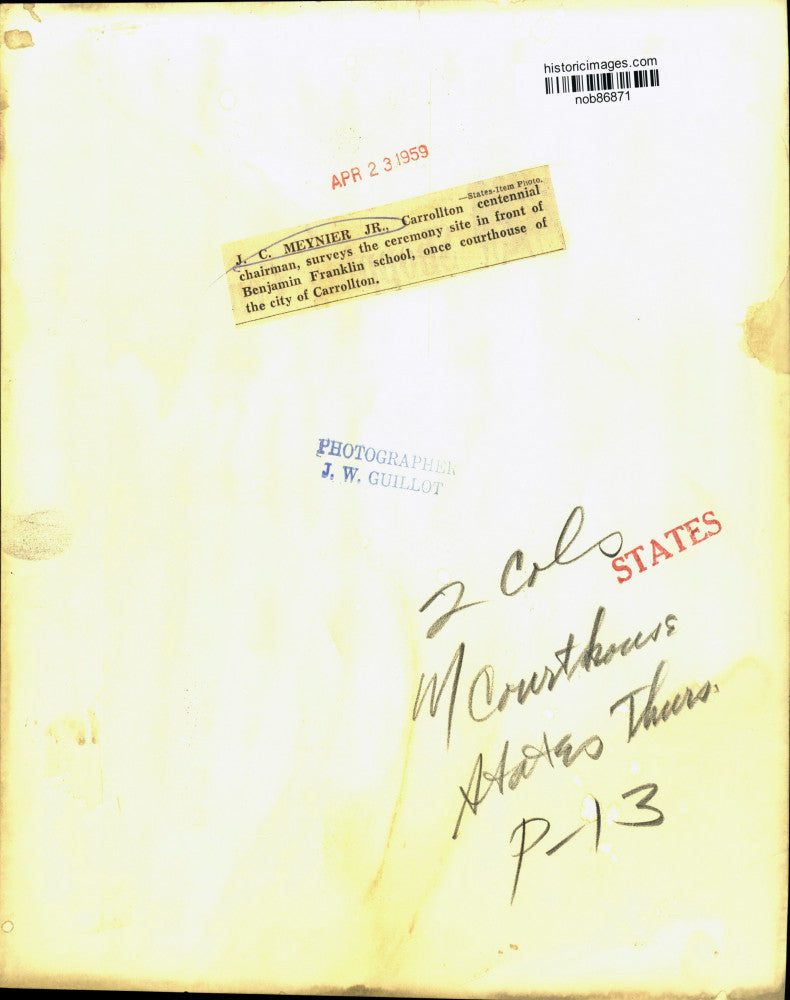 historicimages.com
nob86871
APR 23 1959
—States-Item Photo.
J. C. MEYNIER JR., Carrollton centennial
chairman, surveys the ceremony site in front of
Benjamin Franklin school, once courthouse of
the city of Carrollton.
PHOTOGRAPHER
J. W. GUILLOT
STATES
2 Cols
M Courthouse
States Thurs.
P-13